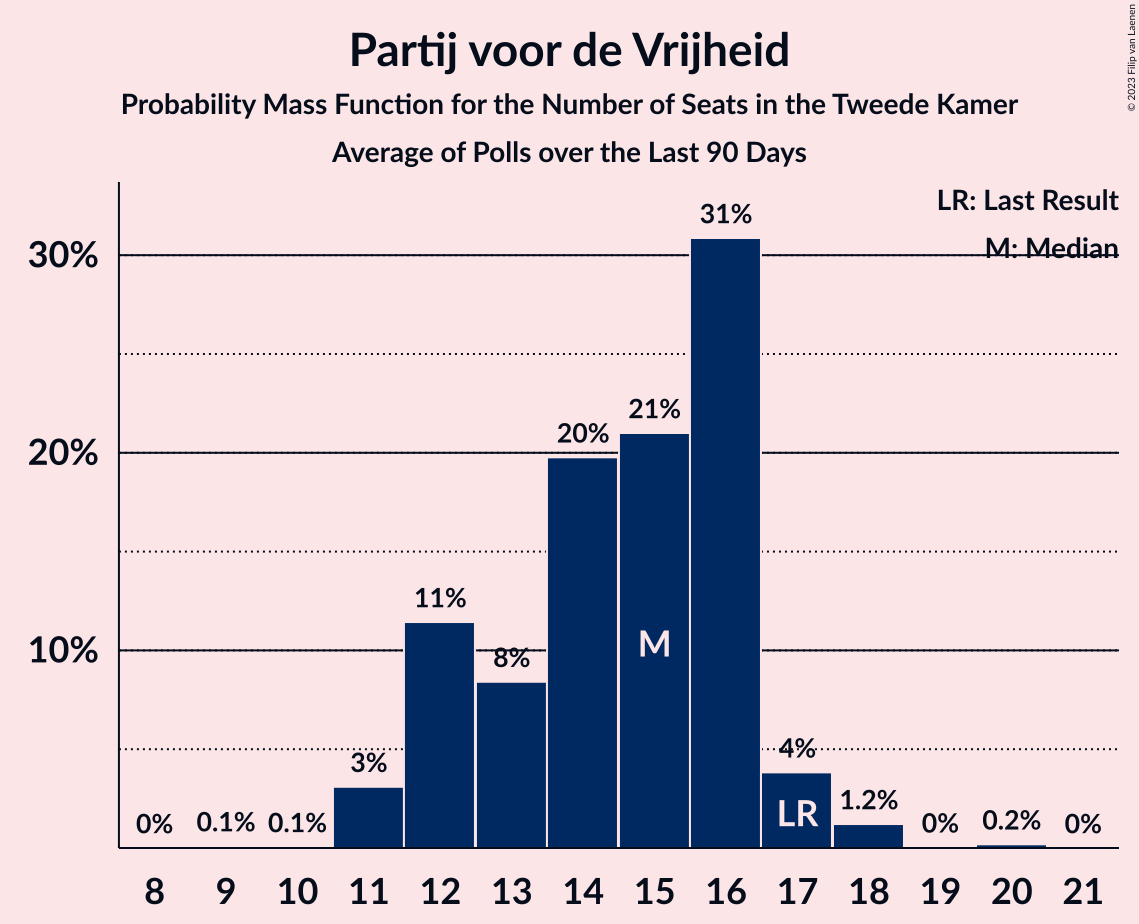 Partij voor de Vrijheid
Probability Mass Function for the Number of Seats in the Tweede Kamer
Average of Polls over the Last 90 Days
© 2023 Filip van Laenen
LR: Last Result
M: Median
30%
20%
10%
0%
0.1%
0.1%
3%
11%
8%
20%
21%
31%
4%
1.2%
0%
0.2%
0%
M
LR
8 9 10 11 12 13 14 15 16 17 18 19 20 21